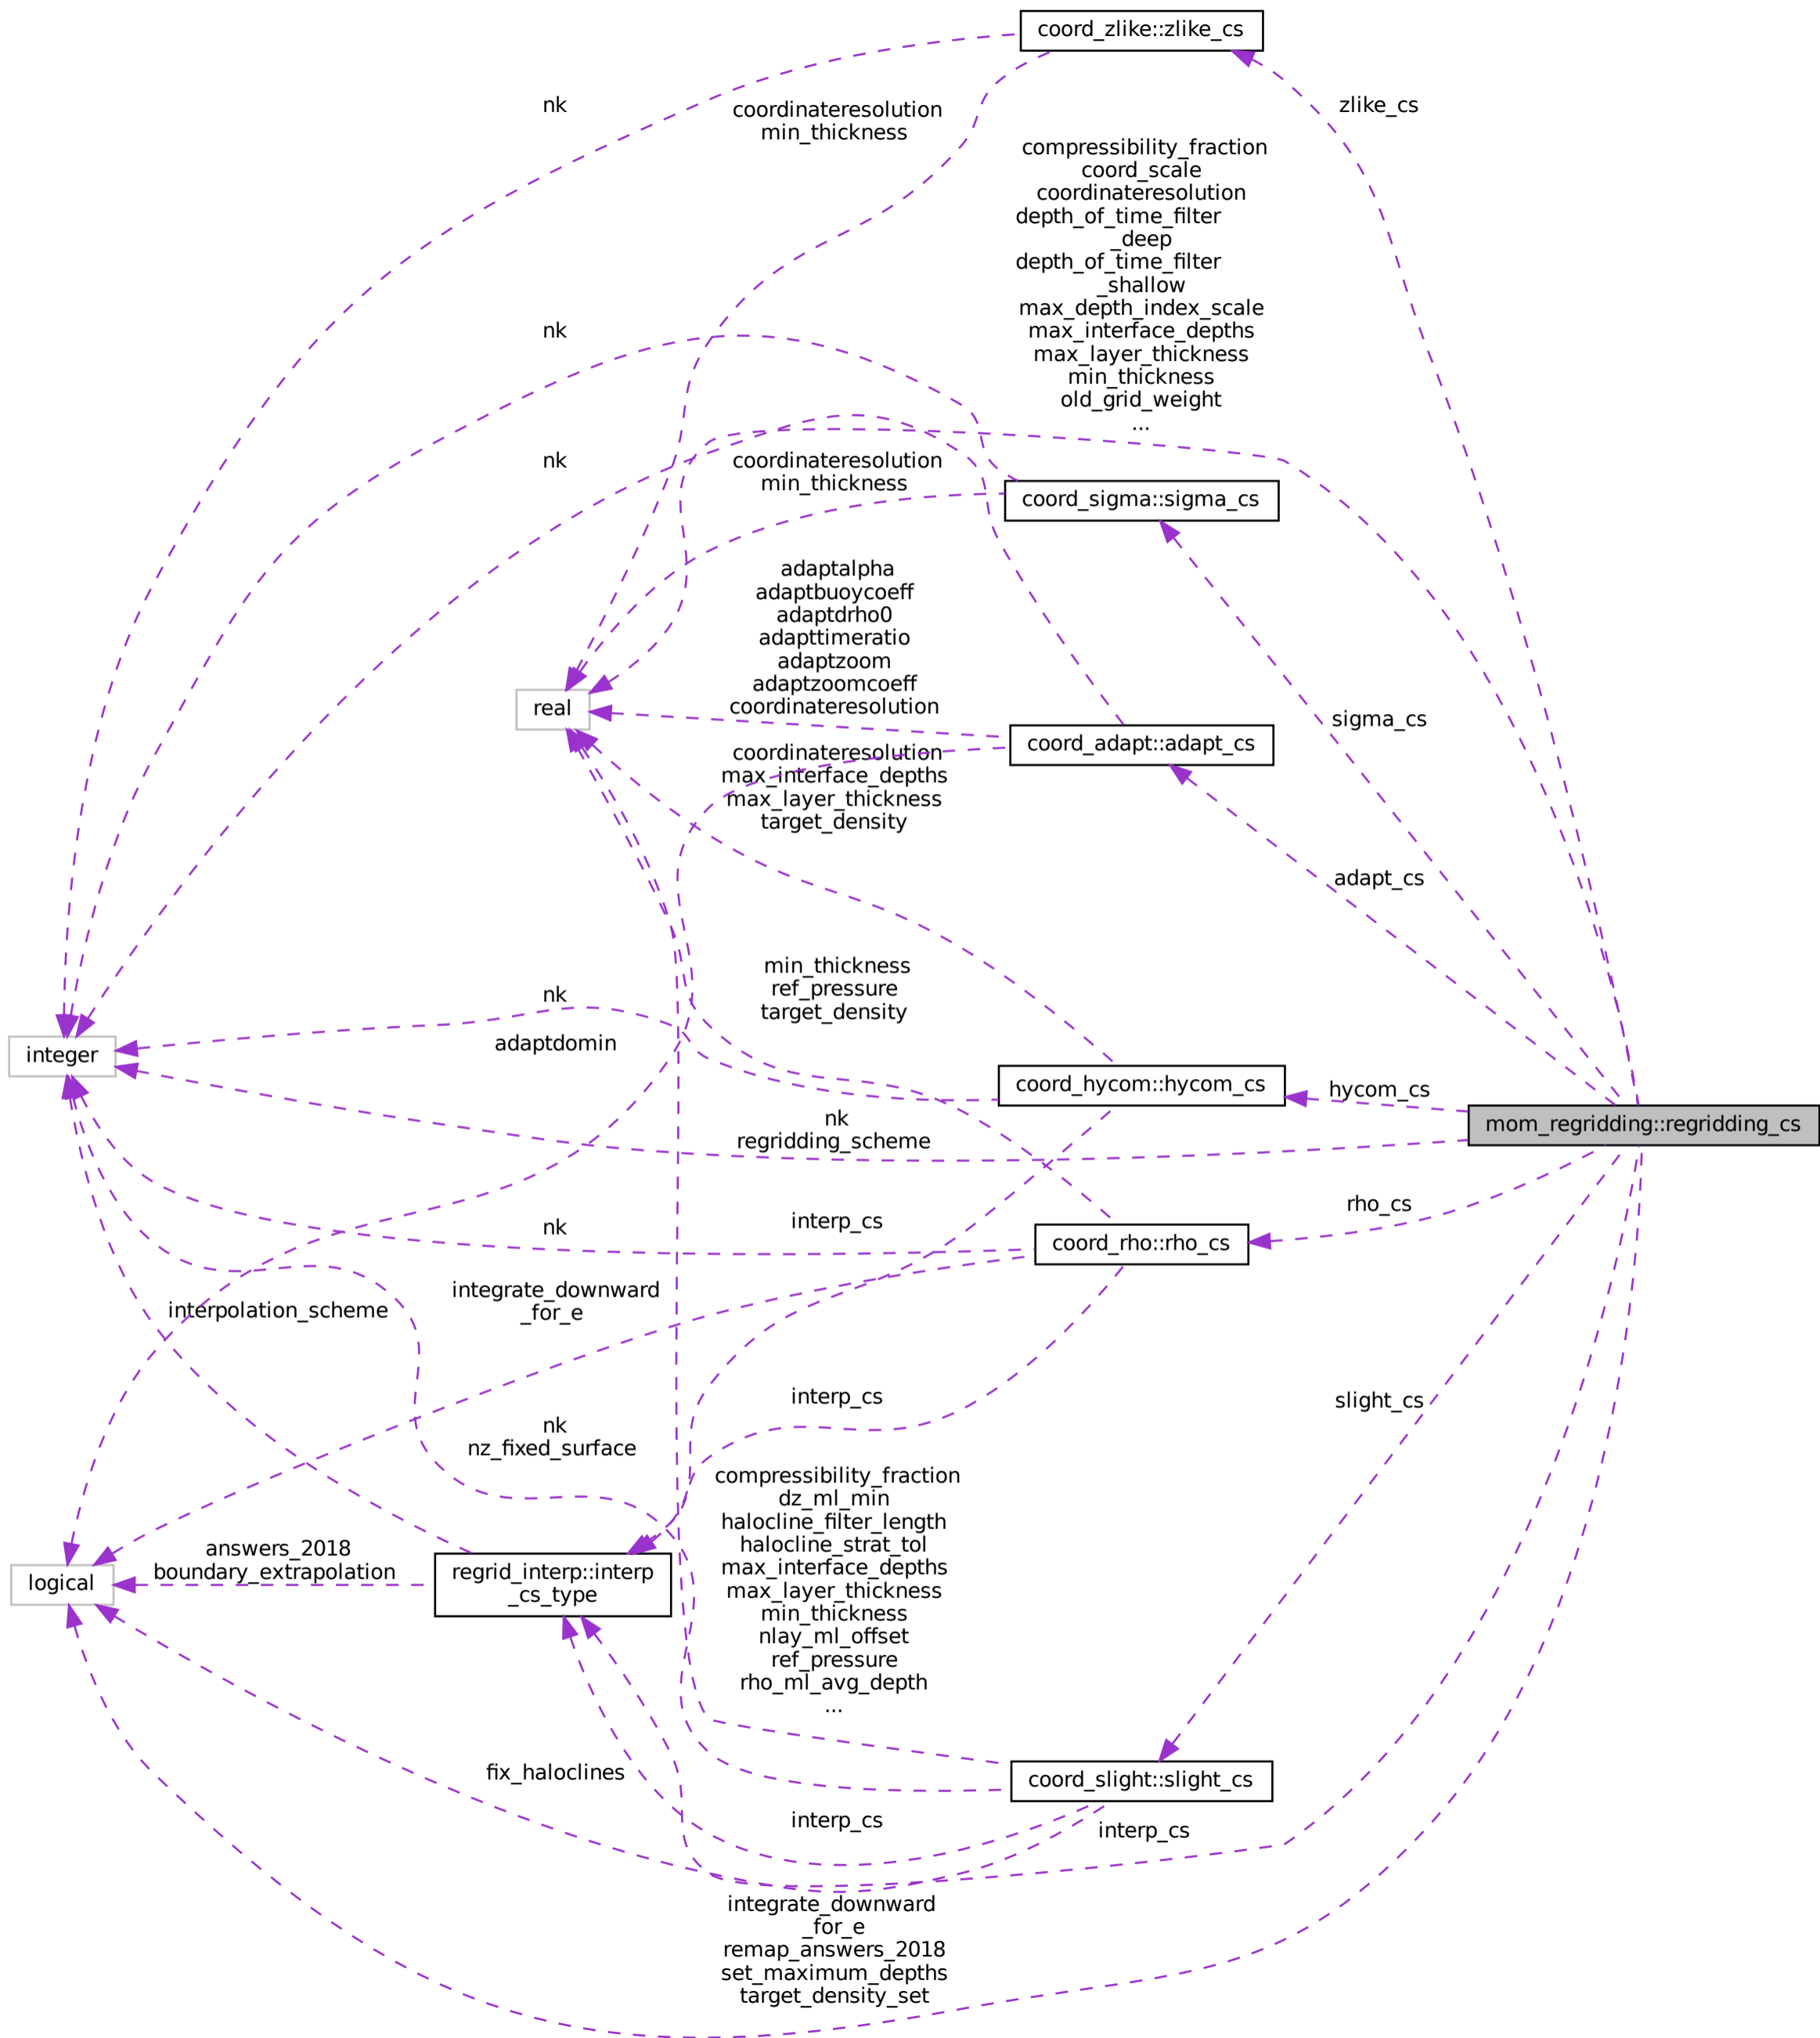 coord_zlike::zlike_cs
nk
coordinateresolution
min_thickness
zlike_cs
compressibility_fraction
coord_scale
coordinateresolution
depth_of_time_filter
_deep
depth_of_time_filter
_shallow
max_depth_index_scale
max_interface_depths
max_layer_thickness
min_thickness
old_grid_weight
...
nk
nk
coordinateresolution
min_thickness
coord_sigma::sigma_cs
adaptalpha
adaptbuoycoeff
adaptdrho0
adapttimeratio
adaptzoom
adaptzoomcoeff
coordinateresolution
real
sigma_cs
coord_adapt::adapt_cs
coordinateresolution
max_interface_depths
max_layer_thickness
target_density
adapt_cs
min_thickness
ref_pressure
target_density
nk
adaptdomin
integer
coord_hycom::hycom_cs
hycom_cs
mom_regridding::regridding_cs
nk
regridding_scheme
rho_cs
interp_cs
nk
coord_rho::rho_cs
integrate_downward
_for_e
interpolation_scheme
interp_cs
slight_cs
nk
nz_fixed_surface
compressibility_fraction
dz_ml_min
halocline_filter_length
halocline_strat_tol
max_interface_depths
max_layer_thickness
min_thickness
nlay_ml_offset
ref_pressure
rho_ml_avg_depth
...
answers_2018
boundary_extrapolation
logical
regrid_interp::interp
_cs_type
fix_haloclines
coord_slight::slight_cs
interp_cs
interp_cs
integrate_downward
_for_e
remap_answers_2018
set_maximum_depths
target_density_set